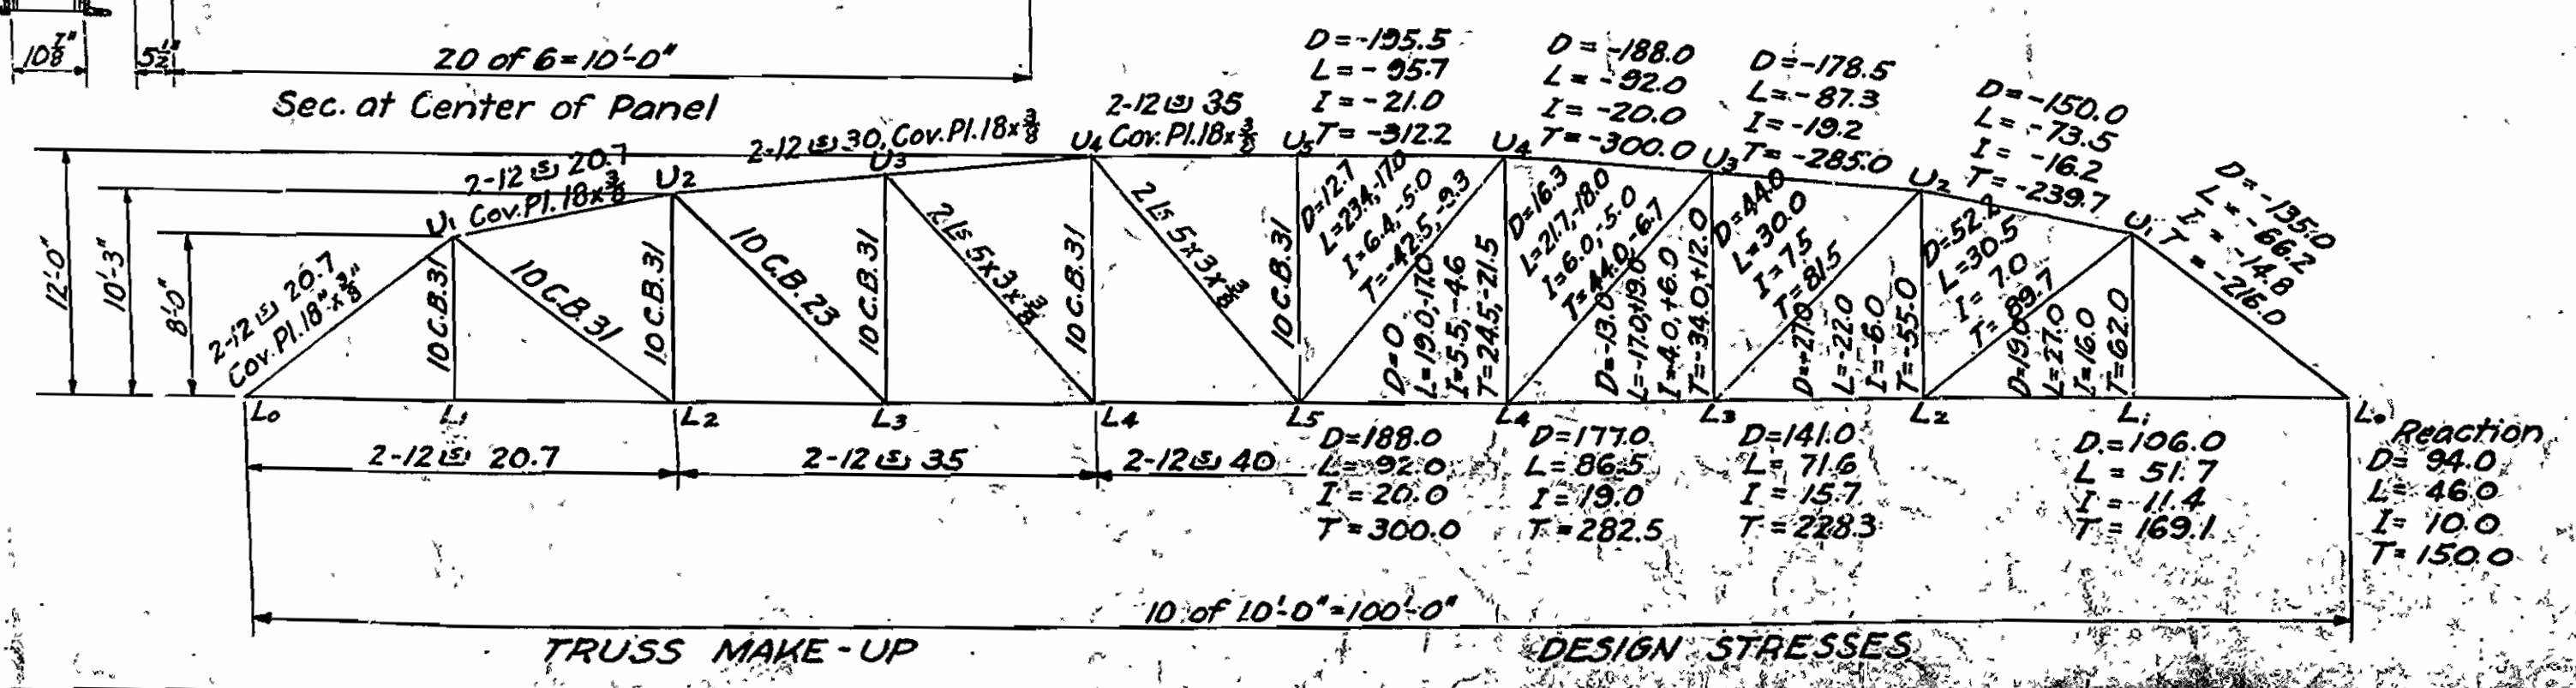 10 7/8"
5 1/2"
20 of 6=10'-0"
Sec. at Center of Panel
12'-0"
10'-3"
8'-0"
2-12 [s] 20.7
Cov.Pl.18"x3/8"
U1
10 C.B.31
2-12 [s] 20.7
Cov.Pl.18x3/8
10 C.B.31
U2
10 C.B.31
2-12 [s] 30, Cov.Pl.18x3/8
10 C.B.23
U3
10 C.B.31
2 Ls 5x3x3/8
2-12 [s] 35
Cov.Pl.18x3/8
U4
10 C.B.31
2 Ls 5x3x3/8
U5
10 C.B.31
D=-195.5
L=-95.7
I=-21.0
T=-312.2
D=12.7
L=23.4,-17.0
I=6.4,-5.0
T=-42.5,-9.3
U4
D=0
L=19.0,-17.0
I=5.5,-4.6
T=24.5,-21.5
D=-188.0
L=-92.0
I=-20.0
T=-300.0
D=16.3
L=21.7,-18.0
I=6.0,-5.0
T=44.0,-6.7
U3
D=-13.0
L=-17.0,+19.0
I=-4.0,+6.0
T=-34.0,+12.0
D=-178.5
L=-87.3
I=-19.2
T=-285.0
D=44.0
L=30.0
I=7.5
T=81.5
U2
D=+27.0
L=-22.0
I=-6.0
T=-55.0
D=-150.0
L=-73.5
I=-16.2
T=-239.7
D=52.2
L=30.5
I=7.0
T=89.7
U1
D=19.0
L=27.0
I=16.0
T=62.0
D=-135.0
L=-66.2
I=-14.8
T=-216.0
L0
L1
L2
L3
L4
L5
L4
L3
L2
L1
L0
2-12 [s] 20.7
2-12 [s] 35
2-12 [s] 40
D=188.0
L=92.0
I=20.0
T=300.0
D=177.0
L=86.5
I=19.0
T=282.5
D=141.0
L=71.6
I=15.7
T=228.3
D=106.0
L=51.7
I=11.4
T=169.1
Reaction
D=94.0
L=46.0
I=10.0
T=150.0
10 of 10'-0"=100'-0"
TRUSS MAKE-UP
DESIGN STRESSES